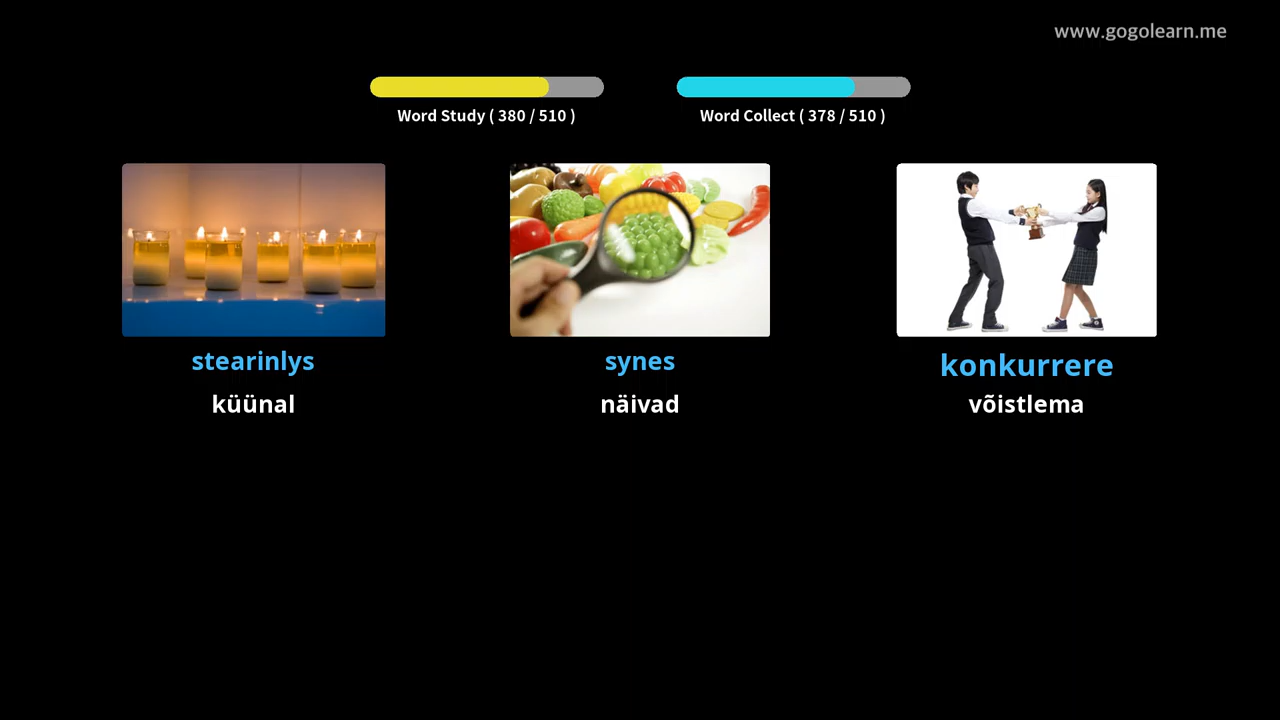 www.gogolearn.me
Word Study ( 380 / 510 )
Word Collect ( 378 / 510 )
stearinlys
synes
konkurrere
küünal
näivad
võistlema